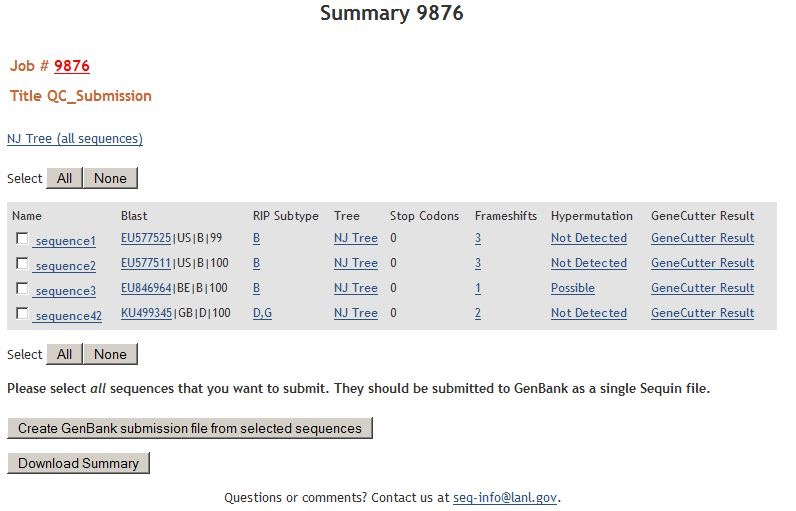 Summary 9876
Job # 9876
Title QC_Submission
NJ Tree (all sequences)
Select All None
Name Blast RIP Subtype Tree Stop Codons Frameshifts Hypermutation GeneCutter Result
sequence1 EU577525|US|B|99 B NJ Tree 0 3 Not Detected GeneCutter Result
sequence2 EU577511|US|B|100 B NJ Tree 0 3 Not Detected GeneCutter Result
sequence3 EU846964|BE|B|100 B NJ Tree 0 1 Possible GeneCutter Result
sequence42 KU499345|GB|D|100 D,G NJ Tree 0 2 Not Detected GeneCutter Result
Select All None
Please select all sequences that you want to submit. They should be submitted to GenBank as a single Sequin file.
Create GenBank submission file from selected sequences
Download Summary
Questions or comments? Contact us at seq-info@lanl.gov.